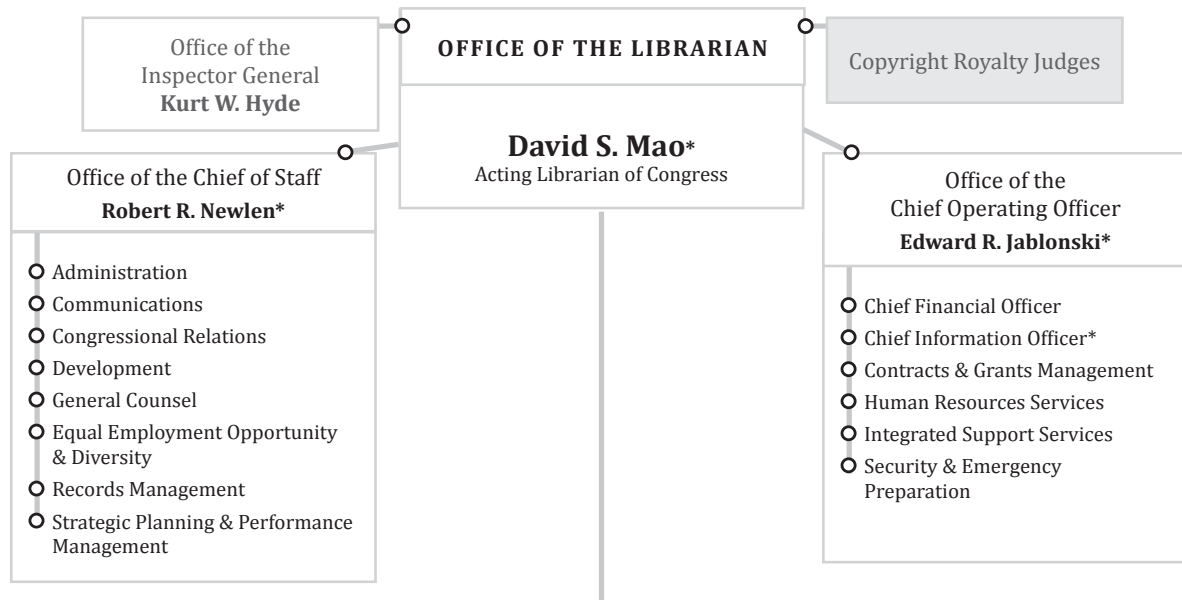 Office of the
Inspector General
Kurt W. Hyde
OFFICE OF THE LIBRARIAN
David S. Mao*
Acting Librarian of Congress
Copyright Royalty Judges
Office of the Chief of Staff
Robert R. Newlen*
Administration
Communications
Congressional Relations
Development
General Counsel
Equal Employment Opportunity
& Diversity
Records Management
Strategic Planning & Performance
Management
Office of the
Chief Operating Officer
Edward R. Jablonski*
Chief Financial Officer
Chief Information Officer*
Contracts & Grants Management
Human Resources Services
Integrated Support Services
Security & Emergency
Preparation